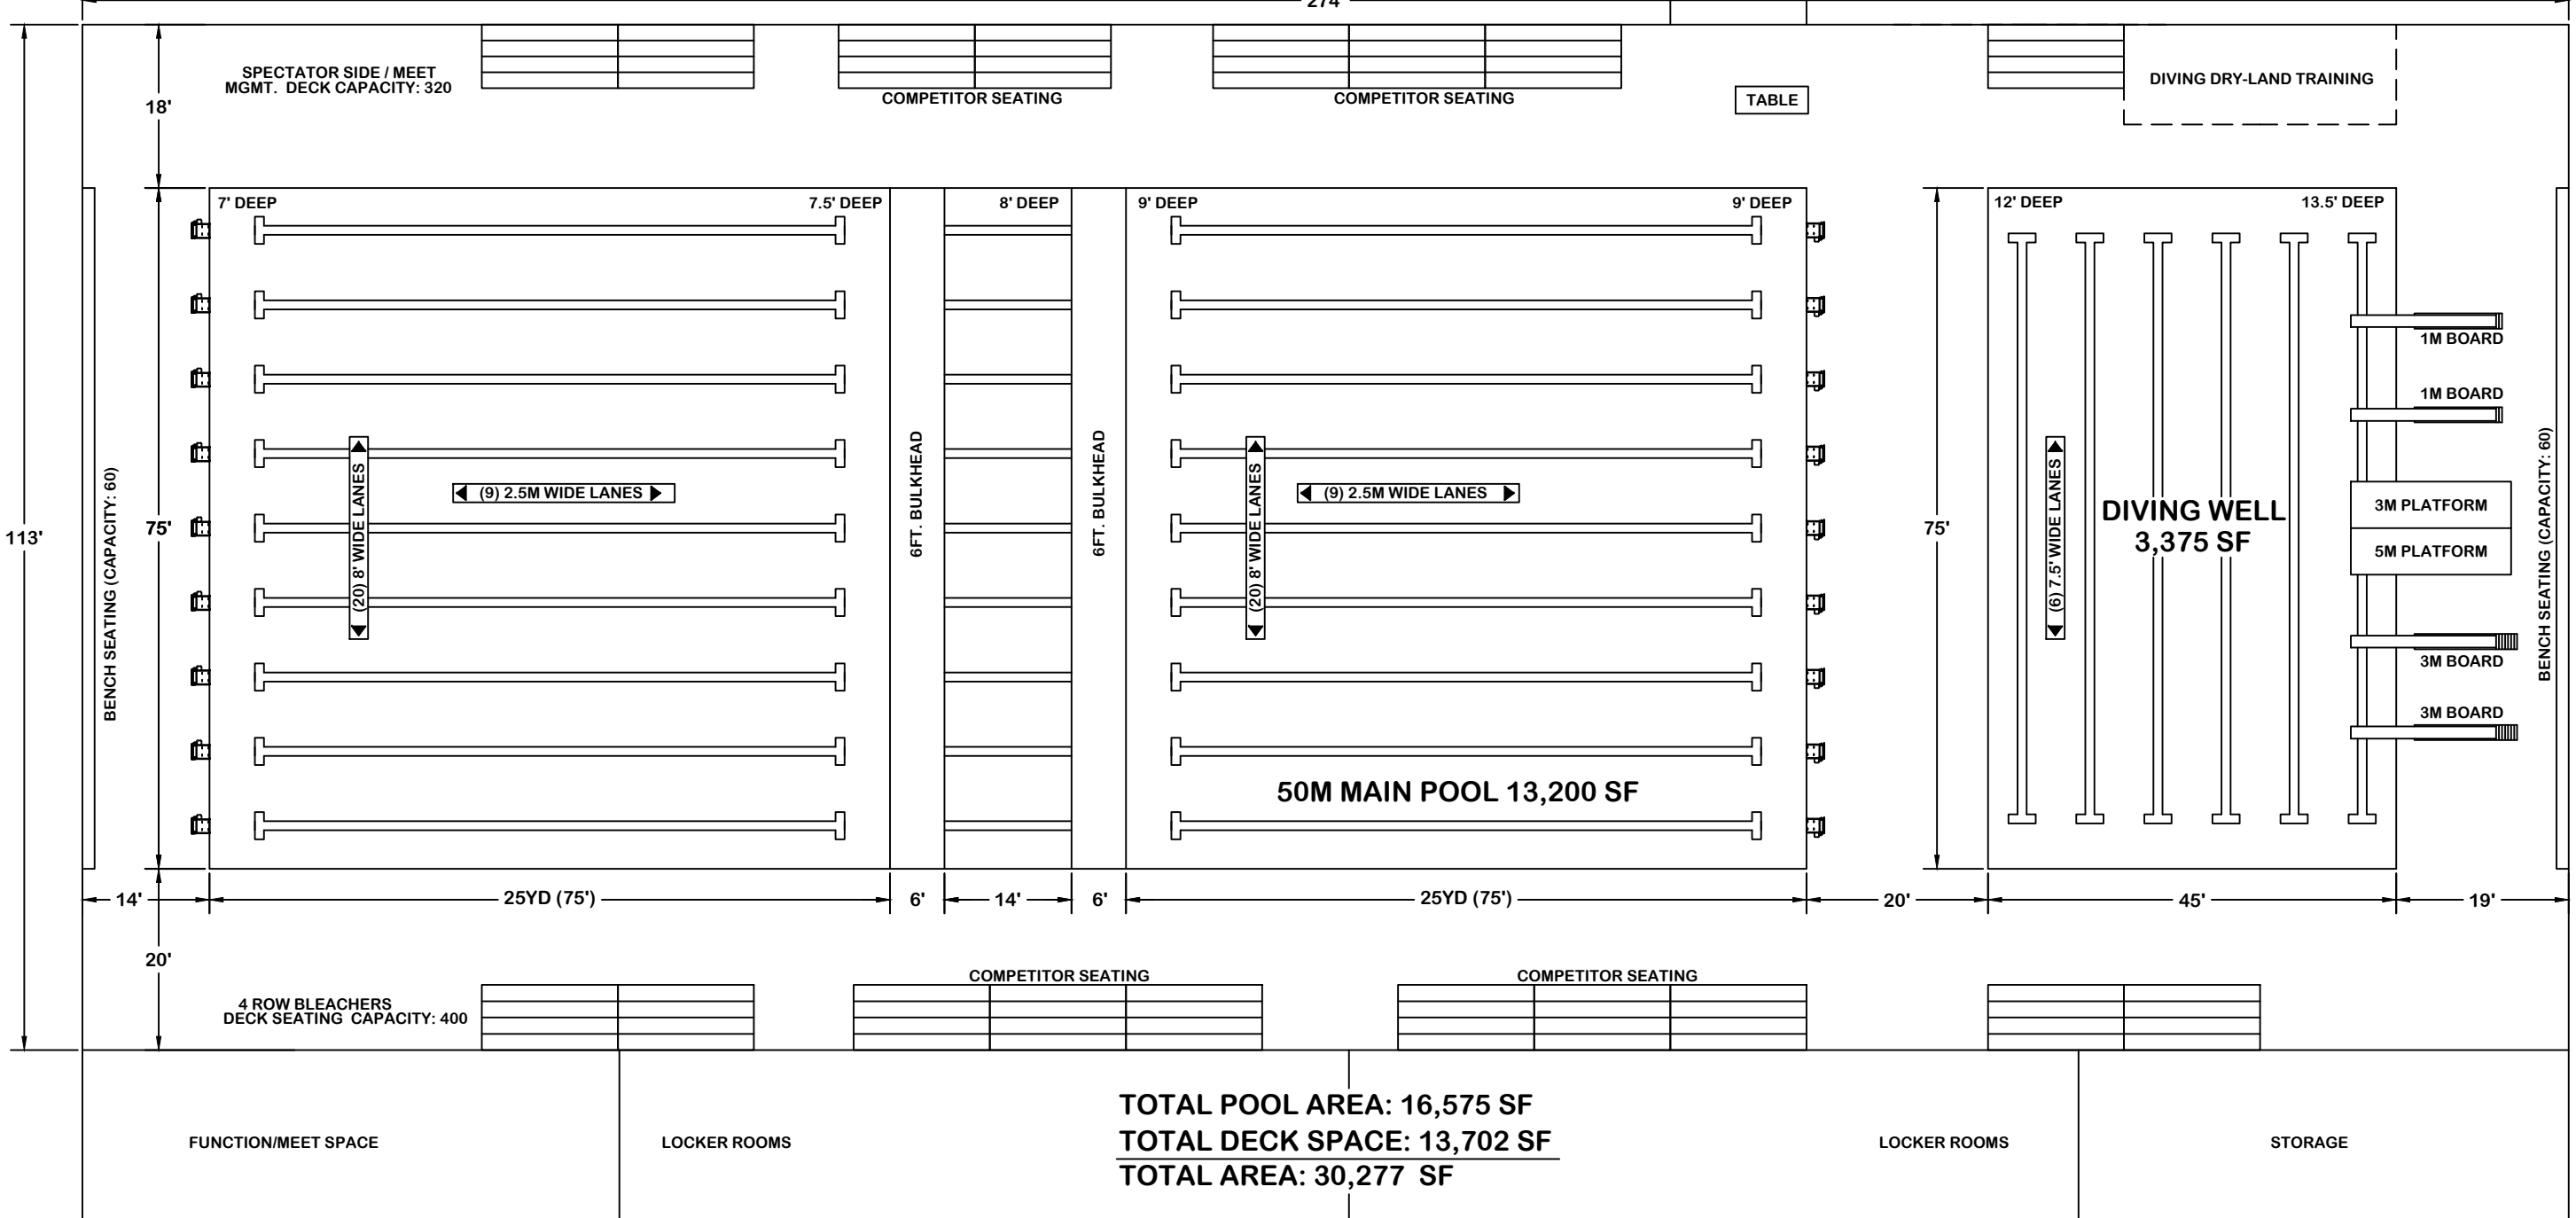 274'
SPECTATOR SIDE / MEET
MGMT. DECK CAPACITY: 320
COMPETITOR SEATING
COMPETITOR SEATING
TABLE
DIVING DRY-LAND TRAINING
18'
7' DEEP
7.5' DEEP
8' DEEP
9' DEEP
9' DEEP
12' DEEP
13.5' DEEP
1M BOARD
1M BOARD
113'
BENCH SEATING (CAPACITY: 60)
75'
(20) 8' WIDE LANES
(9) 2.5M WIDE LANES
6FT. BULKHEAD
6FT. BULKHEAD
(20) 8' WIDE LANES
(9) 2.5M WIDE LANES
75'
(6) 7.5' WIDE LANES
DIVING WELL
3,375 SF
3M PLATFORM
5M PLATFORM
BENCH SEATING (CAPACITY: 60)
3M BOARD
3M BOARD
50M MAIN POOL 13,200 SF
14'
25YD (75')
6'
14'
6'
25YD (75')
20'
45'
19'
20'
COMPETITOR SEATING
COMPETITOR SEATING
4 ROW BLEACHERS
DECK SEATING CAPACITY: 400
TOTAL POOL AREA: 16,575 SF
TOTAL DECK SPACE: 13,702 SF
TOTAL AREA: 30,277 SF
FUNCTION/MEET SPACE
LOCKER ROOMS
LOCKER ROOMS
STORAGE